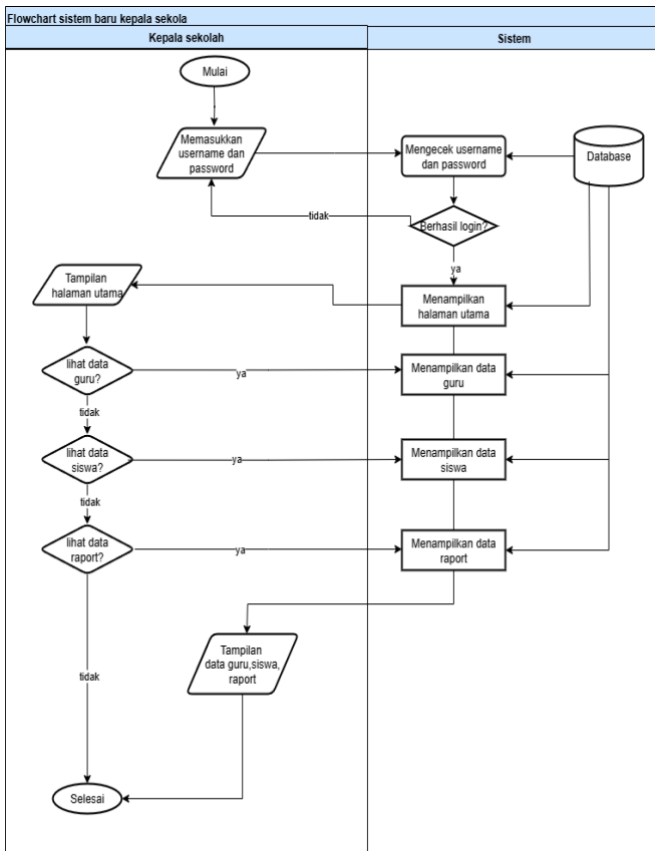 Flowchart sistem baru kepala sekola
Kepala sekolah
Sistem
Mulai
Memasukkan
username dan
password
Mengecek username
dan password
Database
tidak
Berhasil login?
ya
Tampilan
halaman utama
Menampilkan
halaman utama
lihat data
guru?
ya
Menampilkan data
guru
tidak
lihat data
siswa?
ya
Menampilkan data
siswa
tidak
lihat data
raport?
ya
Menampilkan data
raport
Tampilan
data guru,siswa,
raport
tidak
Selesai